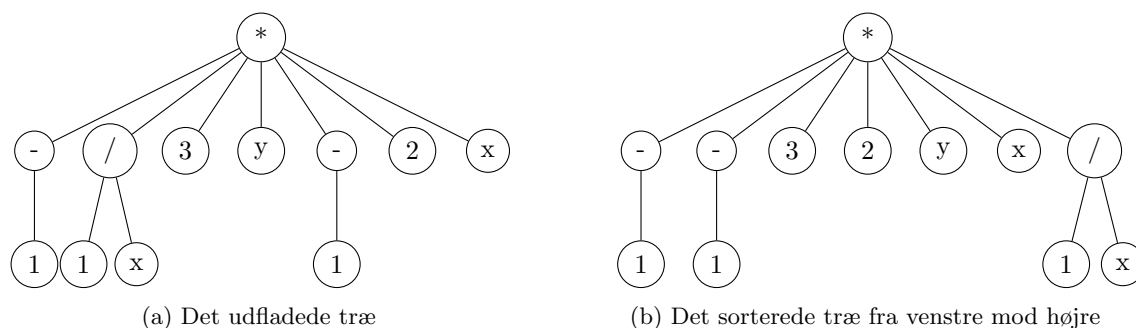 * *
- / 3 y - 2 x - - 3 2 y x /
1 1 x 1 1 1 1 x
(a) Det udfladede træ (b) Det sorterede træ fra venstre mod højre